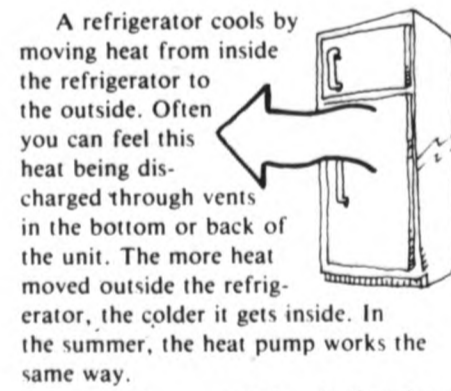 A refrigerator cools by
moving heat from inside
the refrigerator to
the outside. Often
you can feel this
heat being dis-
charged through vents
in the bottom or back of
the unit. The more heat
moved outside the refrig-
erator, the colder it gets inside. In
the summer, the heat pump works the
same way.